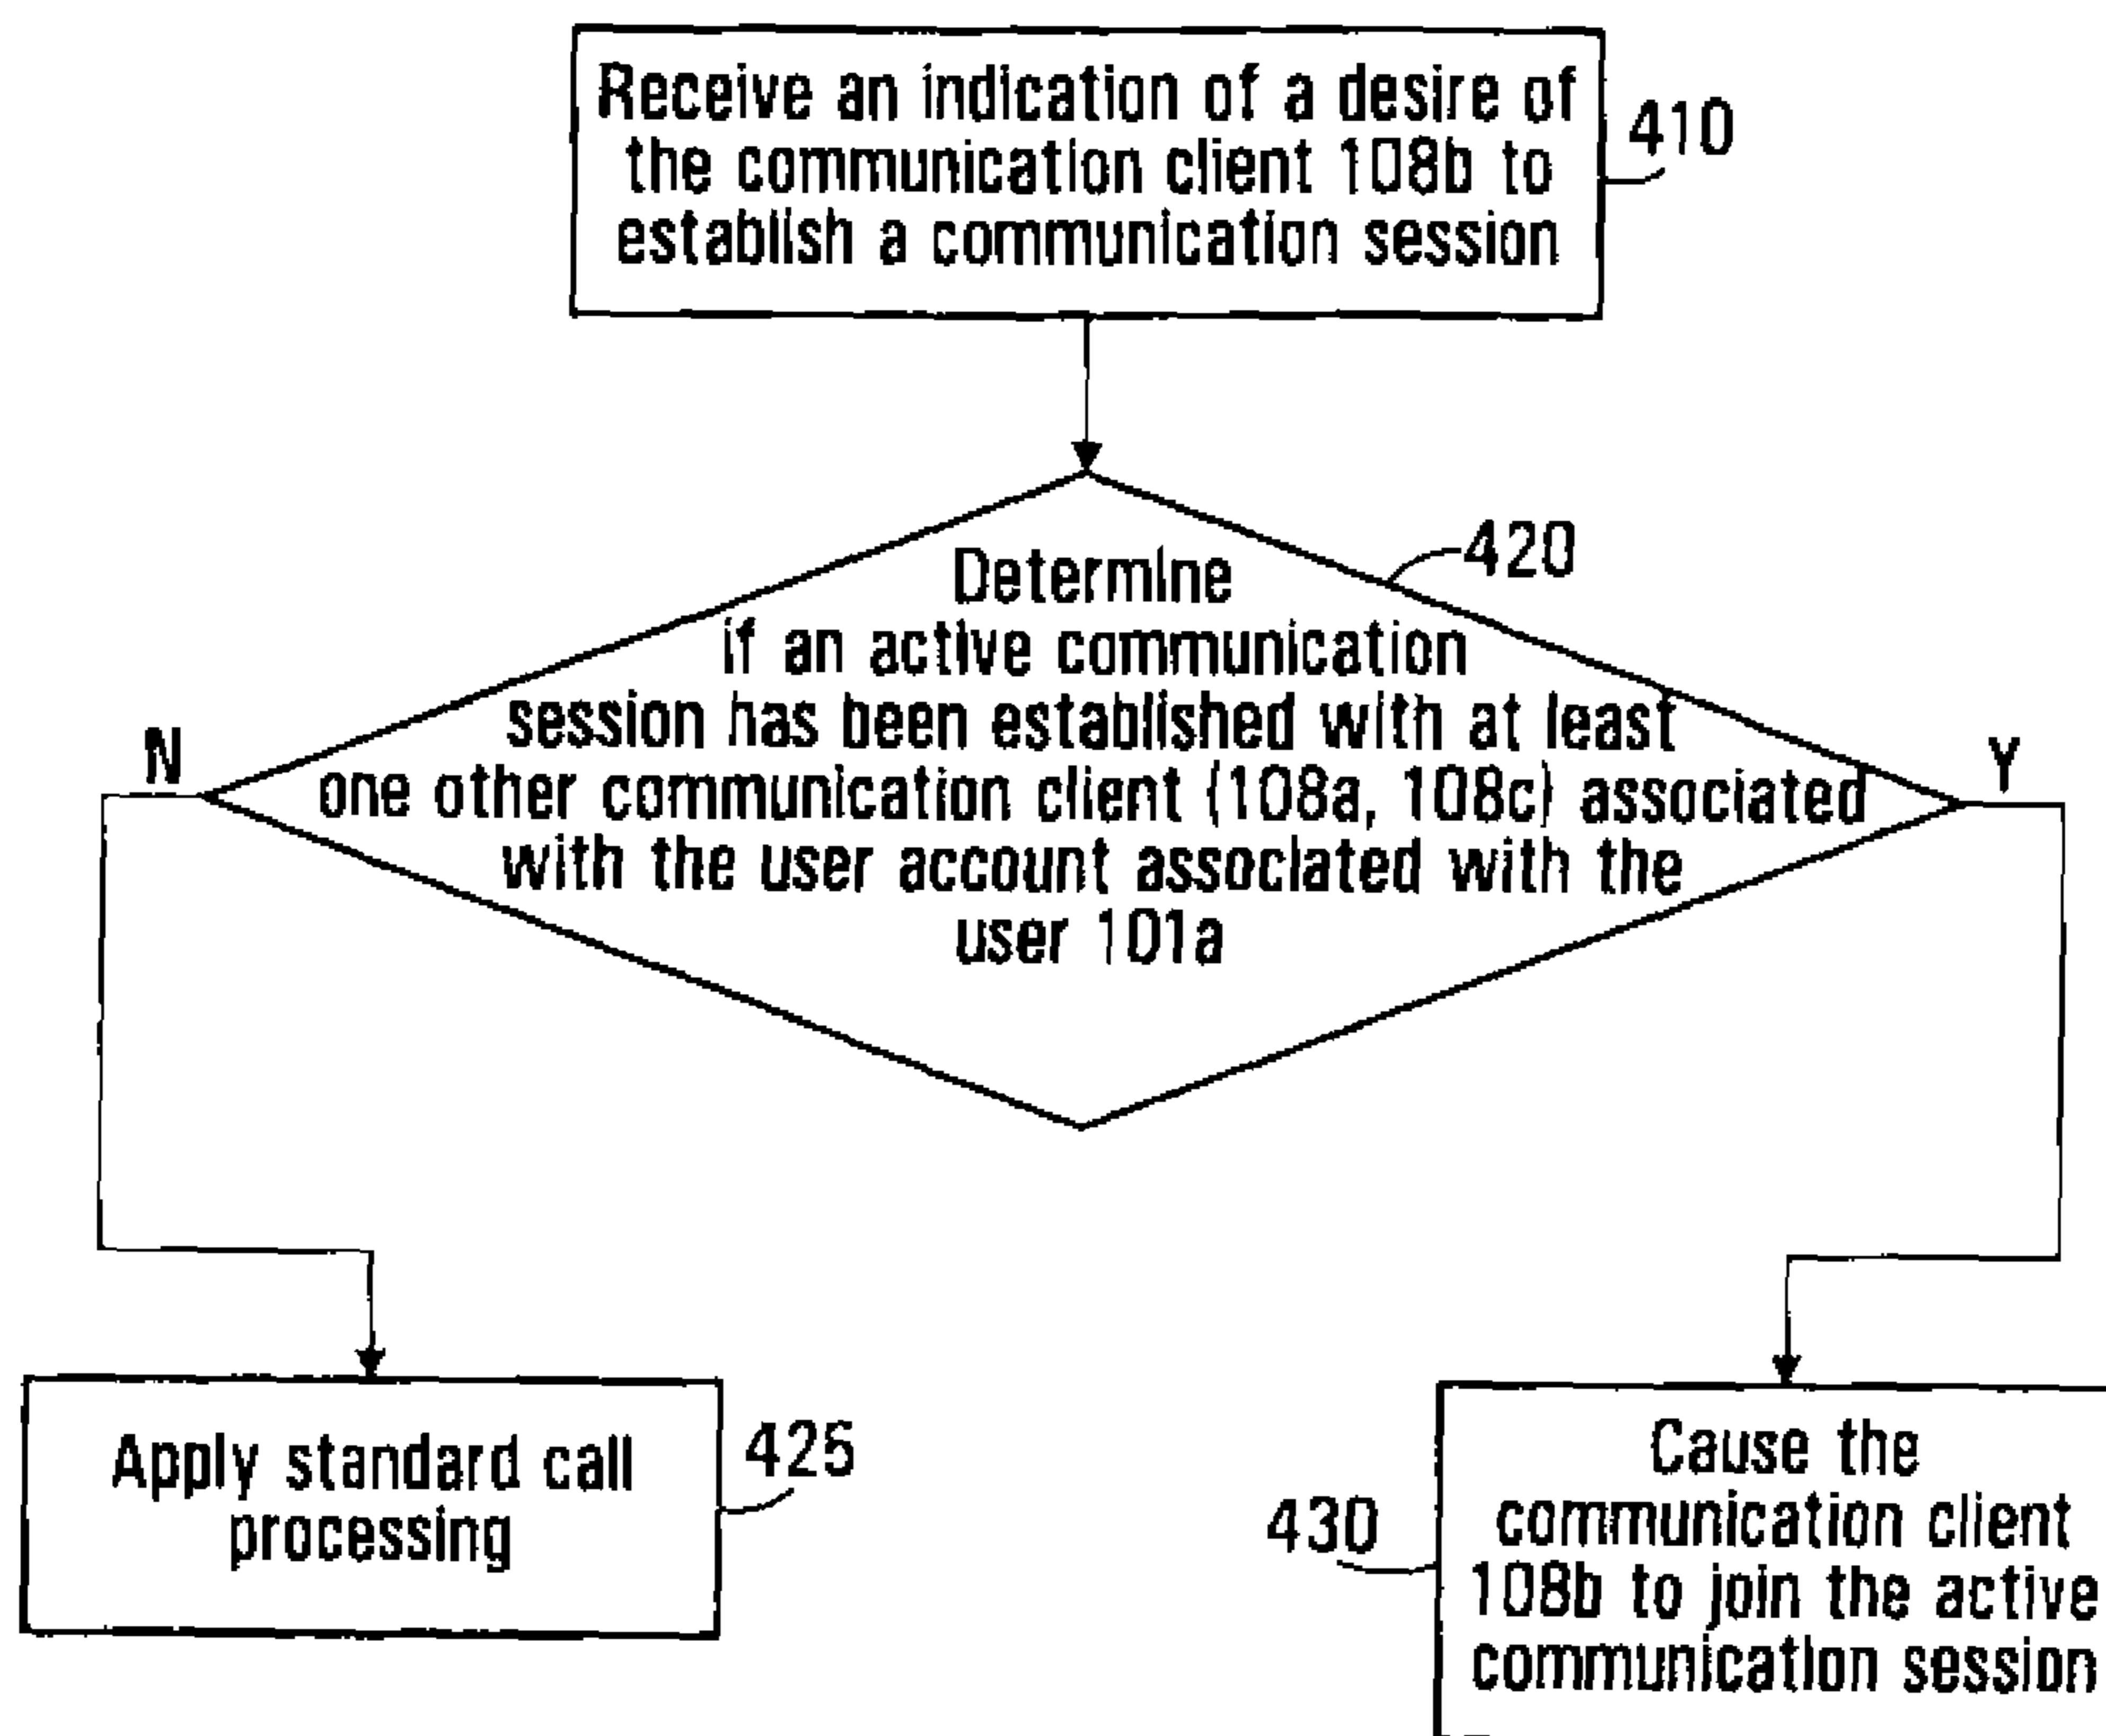 Receive an indication of a desire of
the communication client 108b to
establish a communication session
410
Determine
if an active communication
session has been established with at least
one other communication client (108a, 108c) associated
with the user account associated with the
user 101a
420
N
Y
Apply standard call
processing
425
430
Cause the
communication client
108b to join the active
communication session